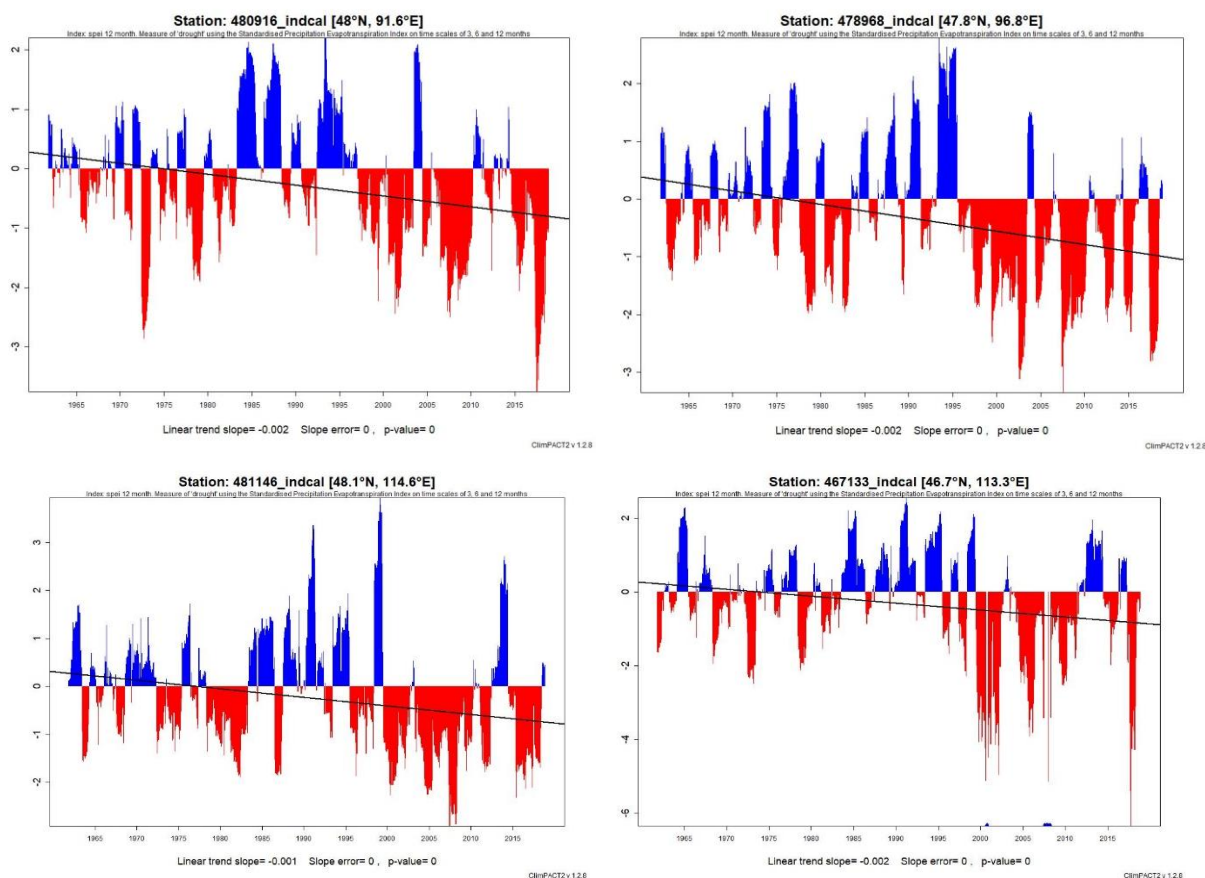 Station: 480916_indcal [48°N, 91.6°E]
Index: spei 12 month. Measure of 'drought' using the Standardised Precipitation Evapotranspiration Index on time scales of 3, 6 and 12 months
2
1
0
-1
-2
-3
1965 1970 1975 1980 1985 1990 1995 2000 2005 2010 2015
Linear trend slope= -0.002 Slope error= 0 , p-value= 0
ClimPACT2 v 1.2.8
Station: 478968_indcal [47.8°N, 96.8°E]
Index: spei 12 month. Measure of 'drought' using the Standardised Precipitation Evapotranspiration Index on time scales of 3, 6 and 12 months
2
1
0
-1
-2
-3
1965 1970 1975 1980 1985 1990 1995 2000 2005 2010 2015
Linear trend slope= -0.002 Slope error= 0 , p-value= 0
ClimPACT2 v 1.2.8
Station: 481146_indcal [48.1°N, 114.6°E]
Index: spei 12 month. Measure of 'drought' using the Standardised Precipitation Evapotranspiration Index on time scales of 3, 6 and 12 months
3
2
1
0
-1
-2
1965 1970 1975 1980 1985 1990 1995 2000 2005 2010 2015
Linear trend slope= -0.001 Slope error= 0 , p-value= 0
ClimPACT2 v 1.2.8
Station: 467133_indcal [46.7°N, 113.3°E]
Index: spei 12 month. Measure of 'drought' using the Standardised Precipitation Evapotranspiration Index on time scales of 3, 6 and 12 months
2
0
-2
-4
-6
1965 1970 1975 1980 1985 1990 1995 2000 2005 2010 2015
Linear trend slope= -0.002 Slope error= 0 , p-value= 0
ClimPACT2 v 1.2.8